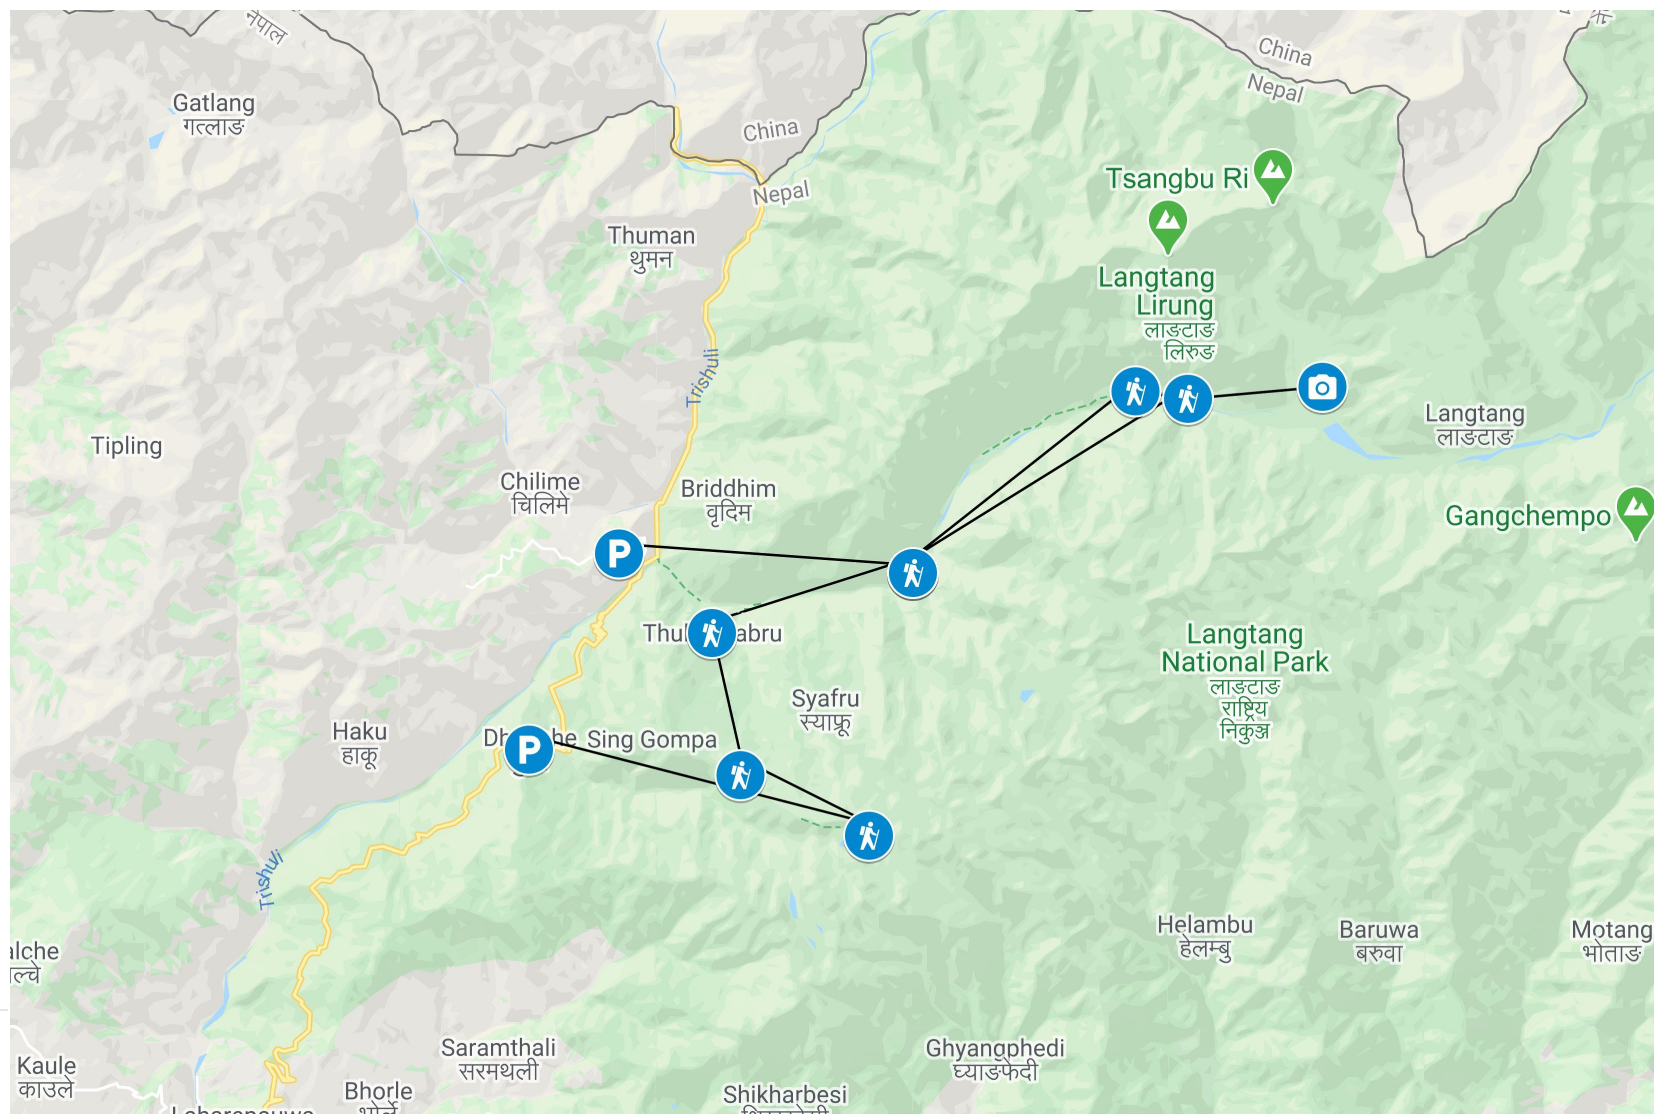 नेपाल
China
Nepal
Gatlang
गत्लाङ
China
Nepal
Tsangbu Ri
Thuman
थुमन
Langtang
Lirung
लाङटाङ
लिरुङ
Trishuli
Langtang
लाङटाङ
Tipling
Chilime
चिलिमे
Briddhim
वृदिम
Gangchempo
P
abru
Langtang
National Park
लाङटाङ
राष्ट्रिय
निकुञ्ज
Syafru
स्याफ्रू
Haku
हाकू
P
Sing Gompa
Trishuli
Helambu
हेलम्बु
Baruwa
बरुवा
Motang
भोताङ
alche
ल्चे
Saramthali
सरमथली
Ghyangphedi
घ्याङफेदी
Kaule
काउले
Bhorle
Shikharbesi